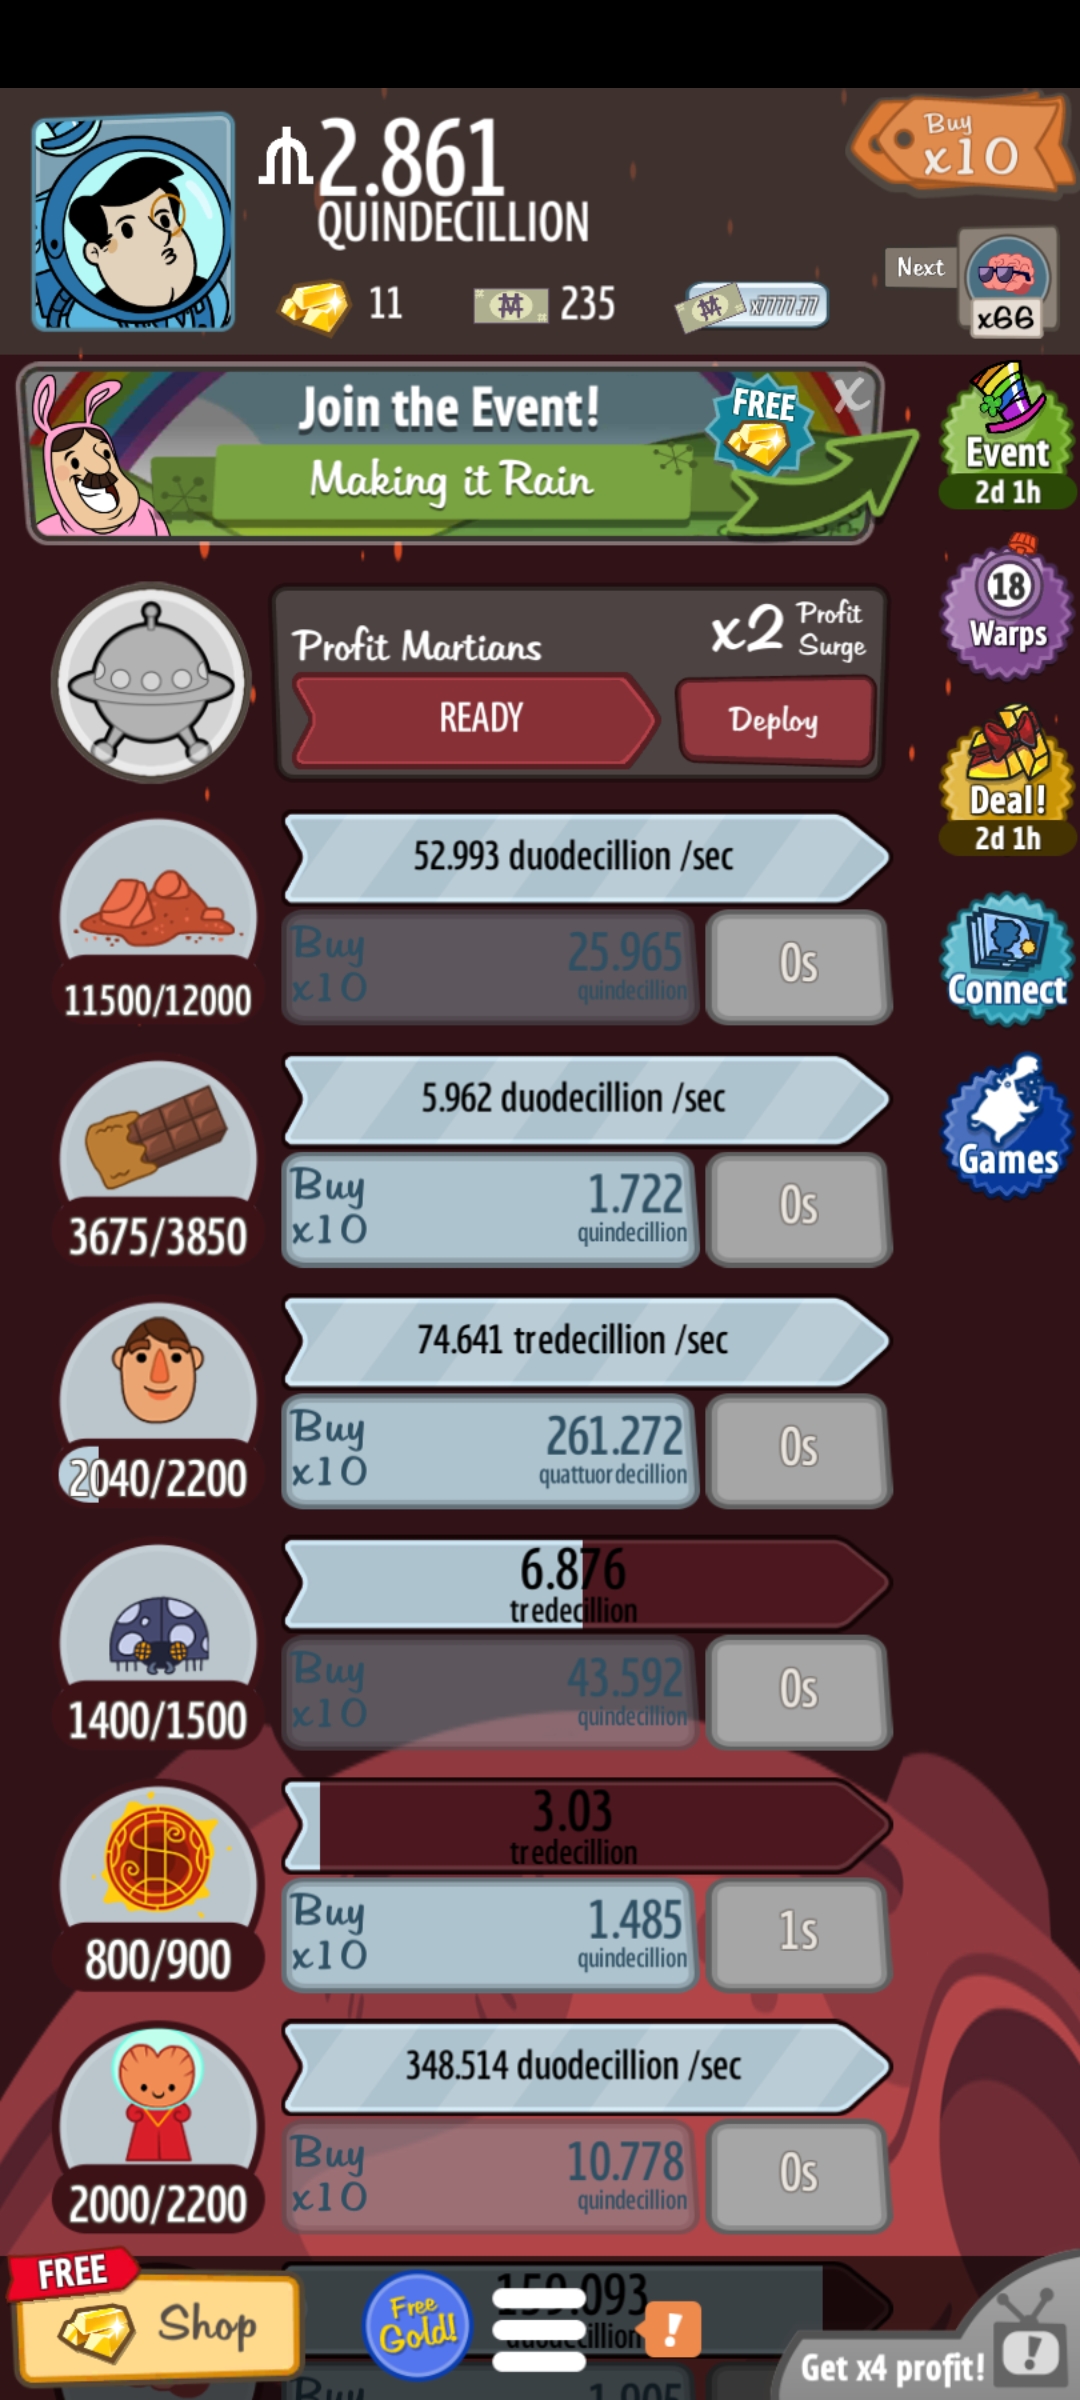 2.861
QUINDECILLION
Buy
x10
11
235
x7777.77
Next
x66
Join the Event!
FREE
X
Making it Rain
Event
2d 1h
Profit Martians
x2 Profit Surge
READY
Deploy
18
Warps
Deal!
2d 1h
52.993 duodecillion /sec
Buy x10
25.965 quindecillion
0s
11500/12000
Connect
5.962 duodecillion /sec
Buy x10
1.722 quindecillion
0s
3675/3850
Games
74.641 tredecillion /sec
Buy x10
261.272 quattuordecillion
0s
2040/2200
6.876
tredecillion
Buy x10
43.592 quindecillion
0s
1400/1500
3.03
tredecillion
Buy x10
1.485 quindecillion
1s
800/900
348.514 duodecillion /sec
Buy x10
10.778 quindecillion
0s
2000/2200
FREE
Shop
Free
Gold!
159.093
duodecillion
!
Get x4 profit!
!
Buy
1.905